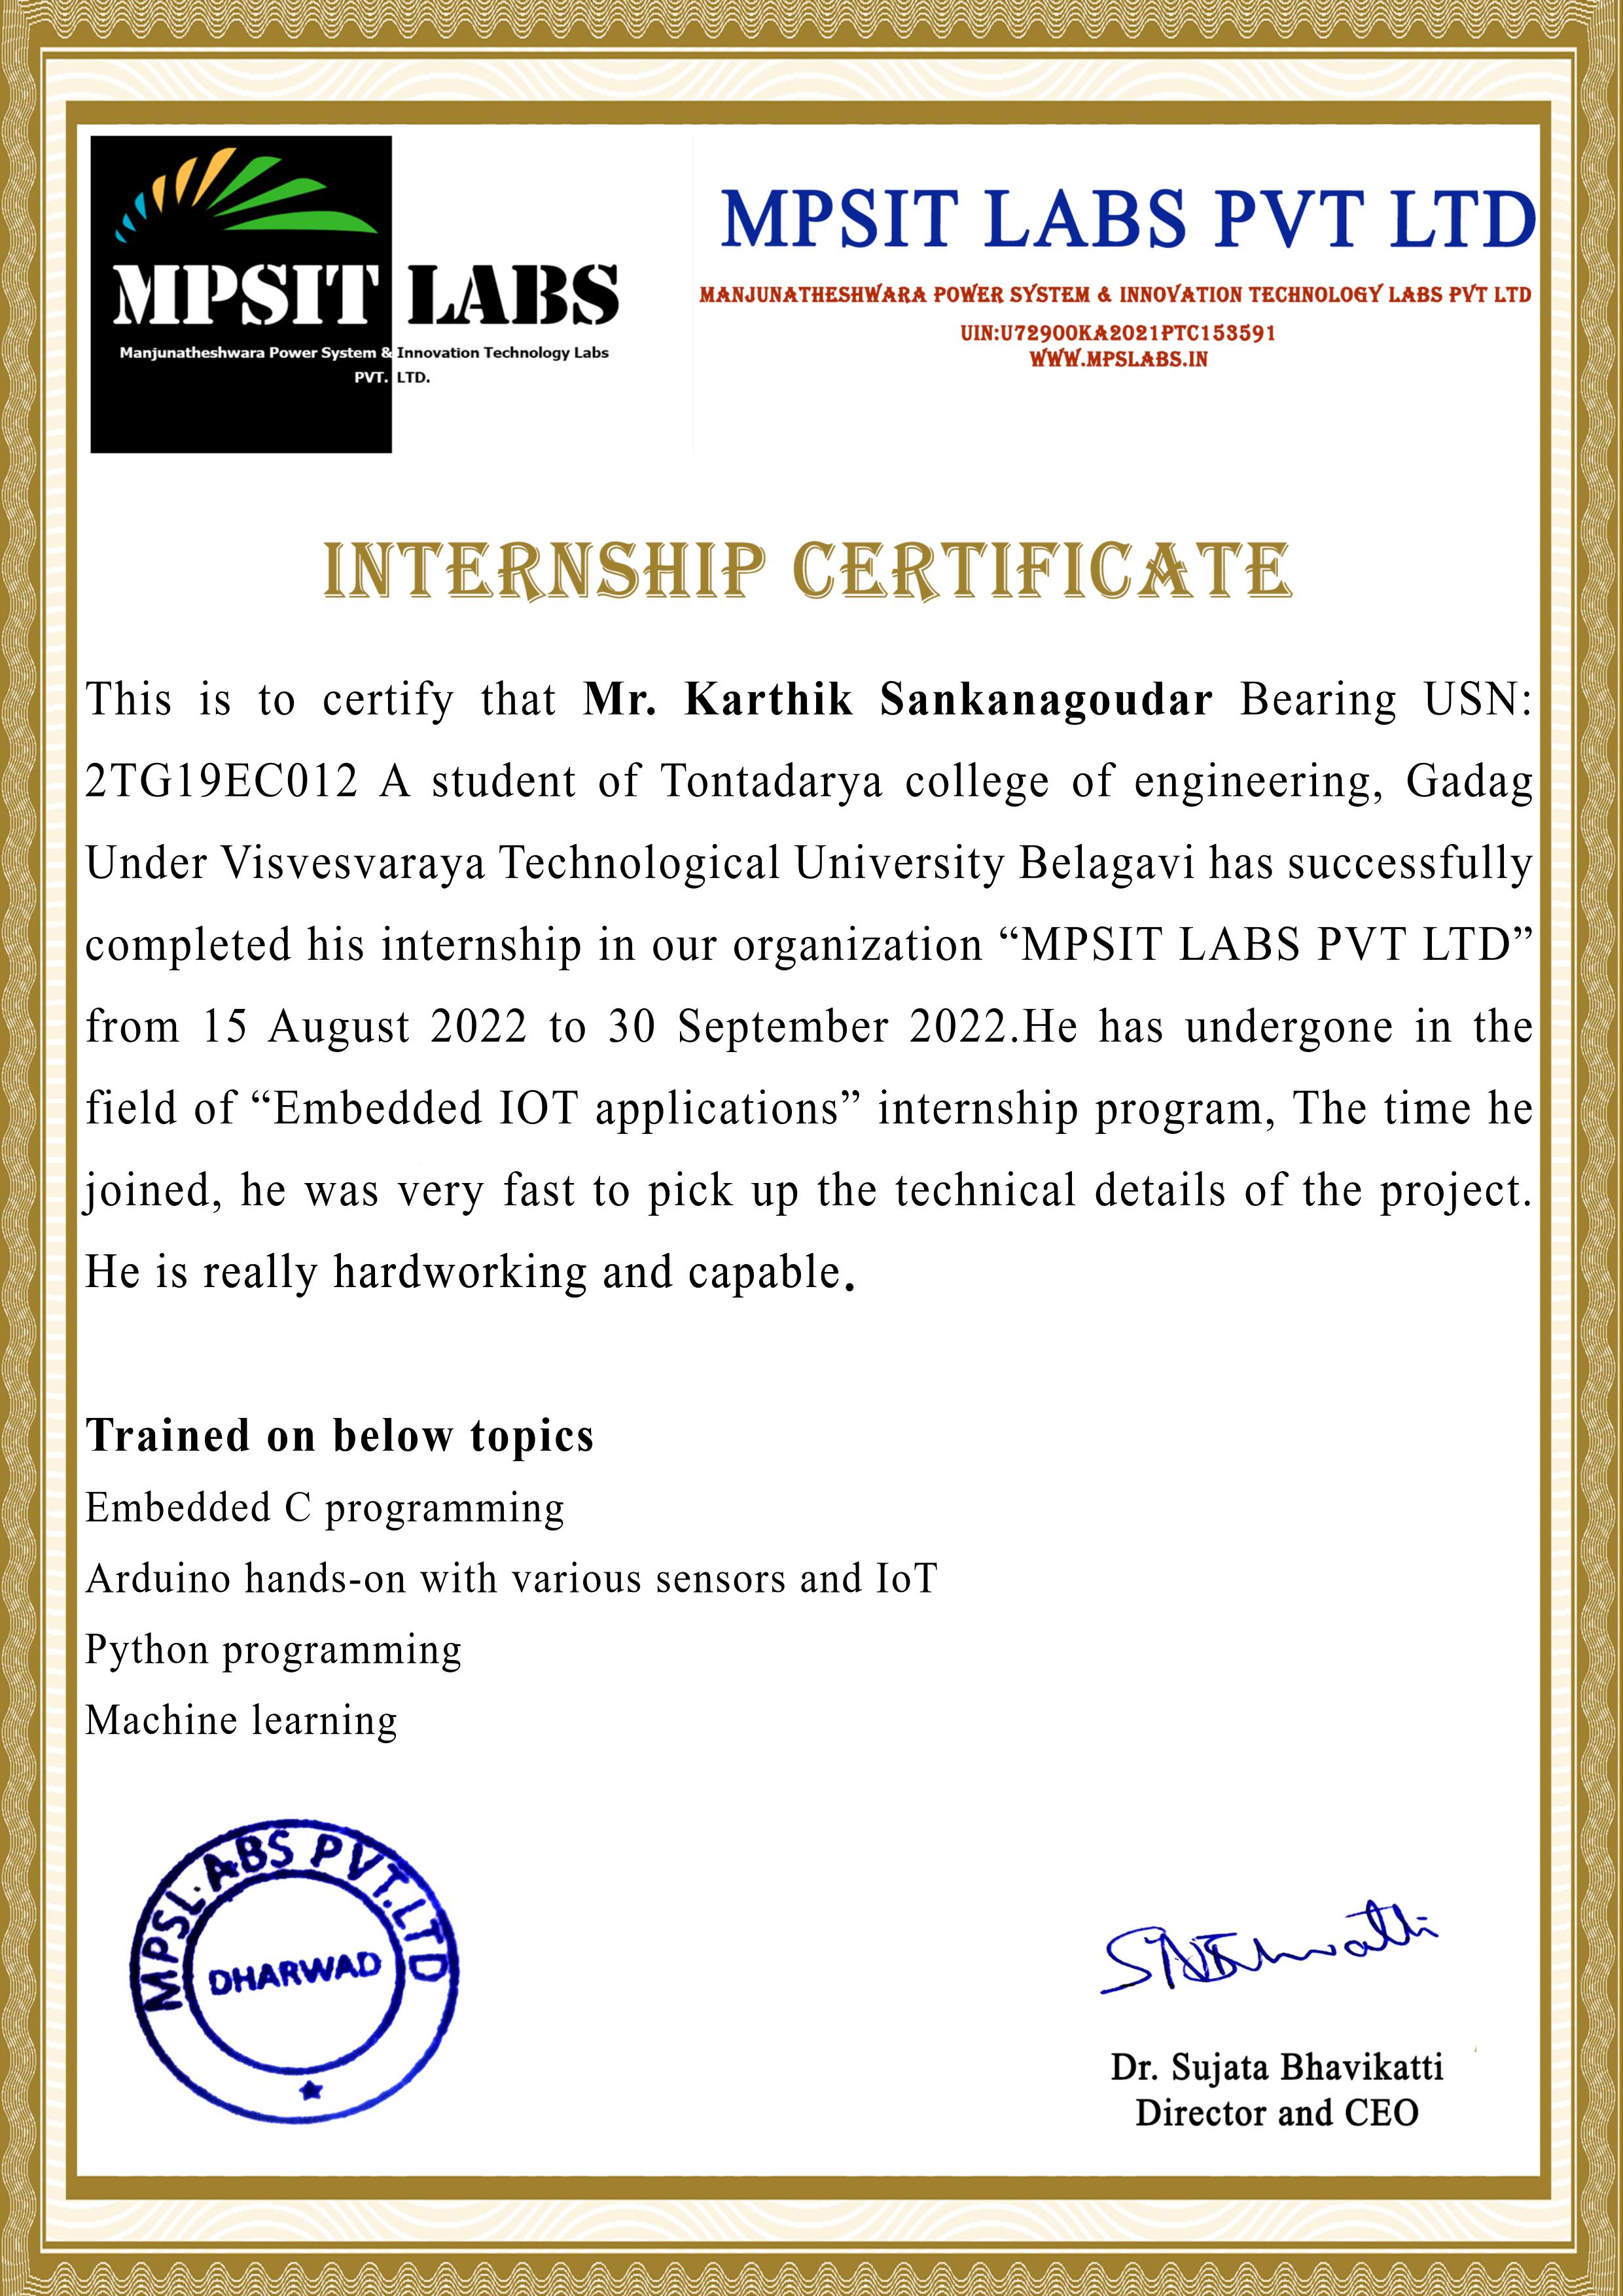 MPSIT LABS
Manjunatheshwara Power System & Innovation Technology Labs
PVT. LTD.
MPSIT LABS PVT LTD
MANJUNATHESHWARA POWER SYSTEM & INNOVATION TECHNOLOGY LABS PVT LTD
UIN:U72900KA2021PTC153591
WWW.MPSLABS.IN
INTERNSHIP CERTIFICATE
This is to certify that Mr. Karthik Sankanagoudar Bearing USN:
2TG19EC012 A student of Tontadarya college of engineering, Gadag
Under Visvesvaraya Technological University Belagavi has successfully
completed his internship in our organization “MPSIT LABS PVT LTD”
from 15 August 2022 to 30 September 2022.He has undergone in the
field of “Embedded IOT applications” internship program, The time he
joined, he was very fast to pick up the technical details of the project.
He is really hardworking and capable.
Trained on below topics
Embedded C programming
Arduino hands-on with various sensors and IoT
Python programming
Machine learning
MPSL·ABS PVT.LTD
DHARWAD
Dr. Sujata Bhavikatti
Director and CEO